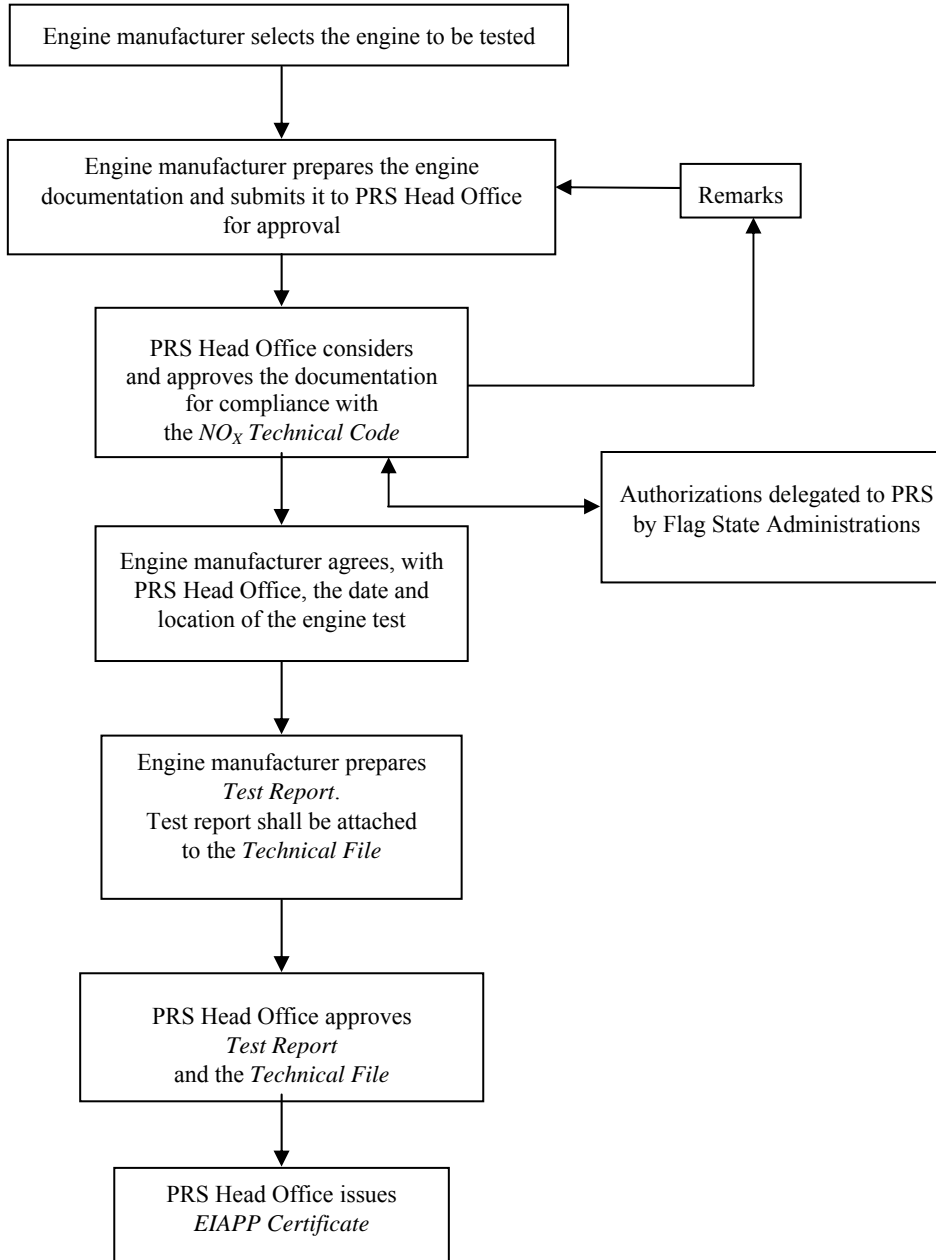 Engine manufacturer selects the engine to be tested
Engine manufacturer prepares the engine
documentation and submits it to PRS Head Office
for approval
Remarks
PRS Head Office considers
and approves the documentation
for compliance with
the NOX Technical Code
Authorizations delegated to PRS
by Flag State Administrations
Engine manufacturer agrees, with
PRS Head Office, the date and
location of the engine test
Engine manufacturer prepares
Test Report.
Test report shall be attached
to the Technical File
PRS Head Office approves
Test Report
and the Technical File
PRS Head Office issues
EIAPP Certificate